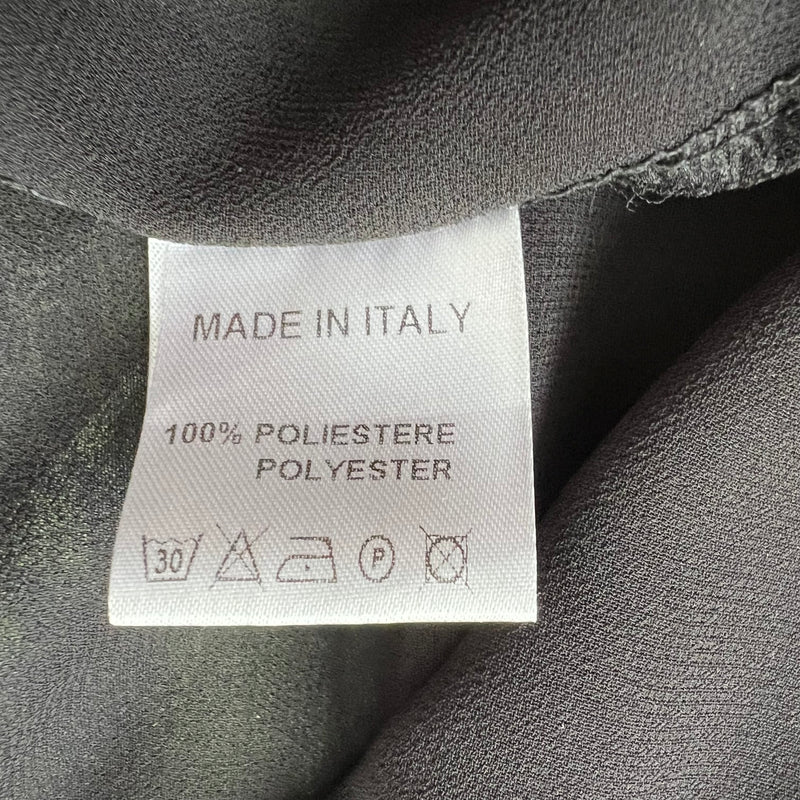 MADE IN ITALY
100% POLIESTERE
POLYESTER
30 P